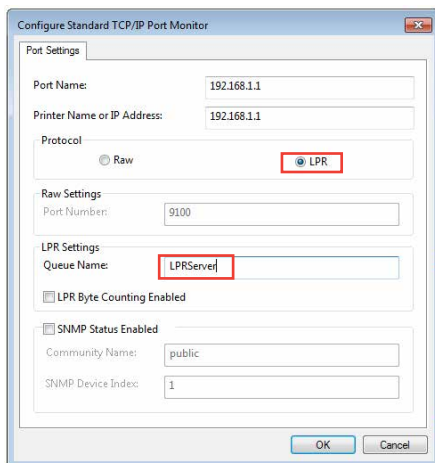 Configure Standard TCP/IP Port Monitor
Port Settings
Port Name: 192.168.1.1
Printer Name or IP Address: 192.168.1.1
Protocol
Raw LPR
Raw Settings
Port Number: 9100
LPR Settings
Queue Name: LPRServer
LPR Byte Counting Enabled
SNMP Status Enabled
Community Name: public
SNMP Device Index: 1
OK Cancel